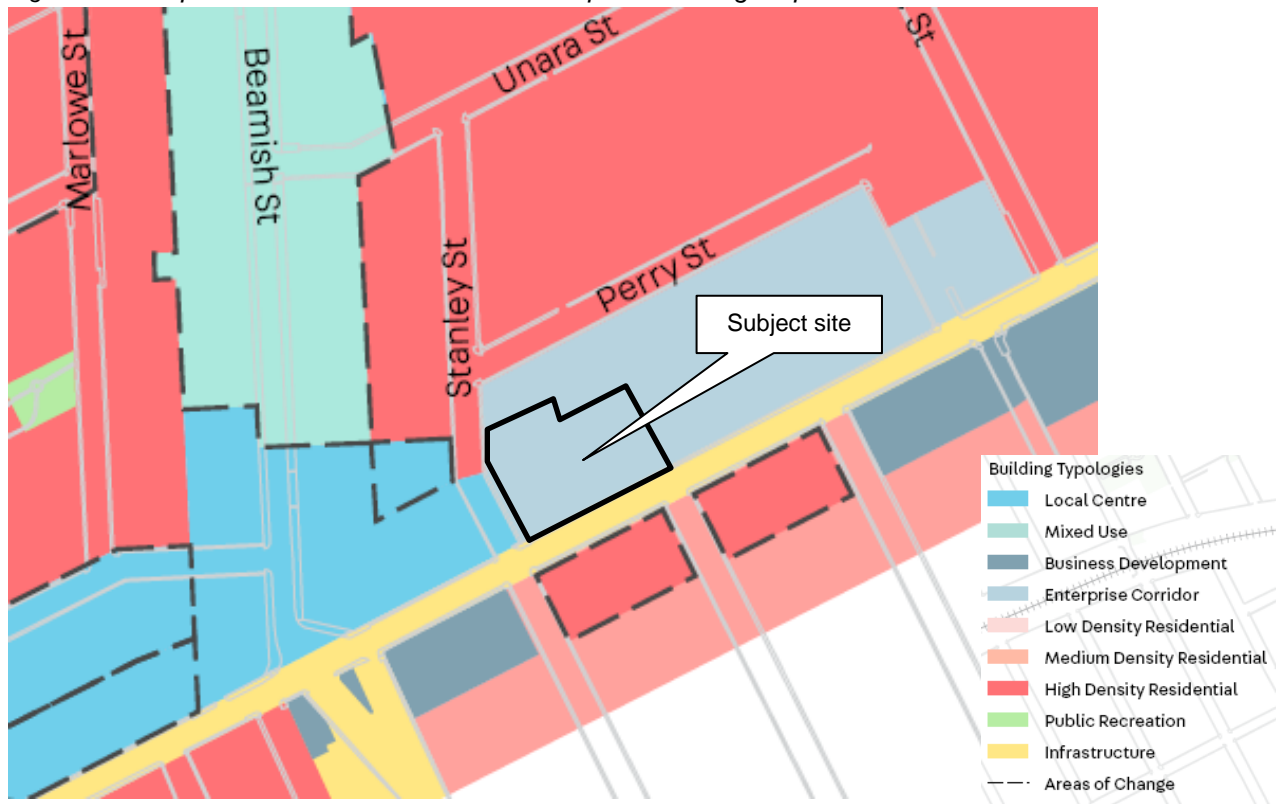 Marlowe St
Beamish St
Unara St
St
Stanley St
Perry St
Subject site
Building Typologies
Local Centre
Mixed Use
Business Development
Enterprise Corridor
Low Density Residential
Medium Density Residential
High Density Residential
Public Recreation
Infrastructure
Areas of Change